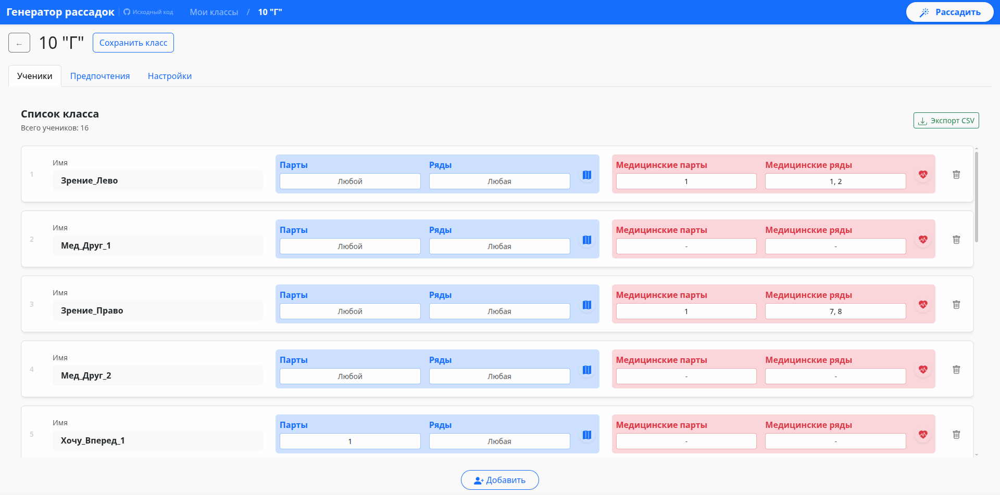 Генератор рассадок Исходный код Мои классы / 10 "Г" Рассадить
← 10 "Г" Сохранить класс
Ученики Предпочтения Настройки
Список класса
Всего учеников: 16
Экспорт CSV
1
Имя
Зрение_Лево
Парты Ряды
Любой Любая
Медицинские парты Медицинские ряды
1 1, 2
2
Имя
Мед_Друг_1
Парты Ряды
Любой Любая
Медицинские парты Медицинские ряды
- -
3
Имя
Зрение_Право
Парты Ряды
Любой Любая
Медицинские парты Медицинские ряды
1 7, 8
4
Имя
Мед_Друг_2
Парты Ряды
Любой Любая
Медицинские парты Медицинские ряды
- -
5
Имя
Хочу_Вперед_1
Парты Ряды
1 Любая
Медицинские парты Медицинские ряды
- -
Добавить